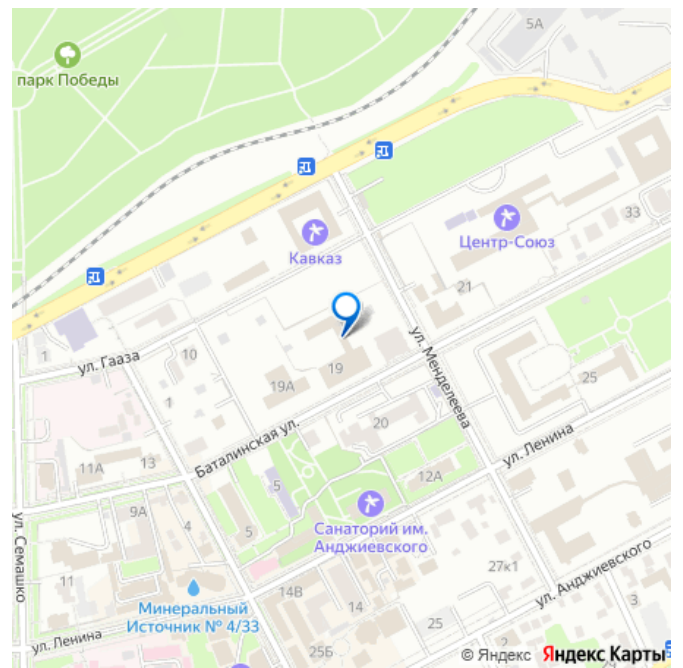 5А
парк Победы
Кавказ
Центр-Союз
33
21
1
ул. Гааза
10
19
ул. Менделеева
25
19А
1
20
Баталинская ул.
ул. Ленина
11А
13
12А
5
9А
4
5
Санаторий им.
Анджиевского
ул. Семашко
11
27к1
ул. Анджиевского
14В
14
Минеральный
Источник № 4/33
25
3
ул. Ленина
25Б
2
© Яндекс Яндекс Карты